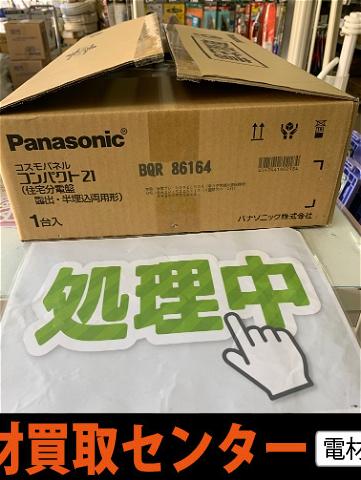 Panasonic®
コスモパネル
コンパクト21
(住宅分電盤
露出・半埋込両用形)
1台入
BQR 86164
パナソニック株式会社
処理中
材買取センター
電材